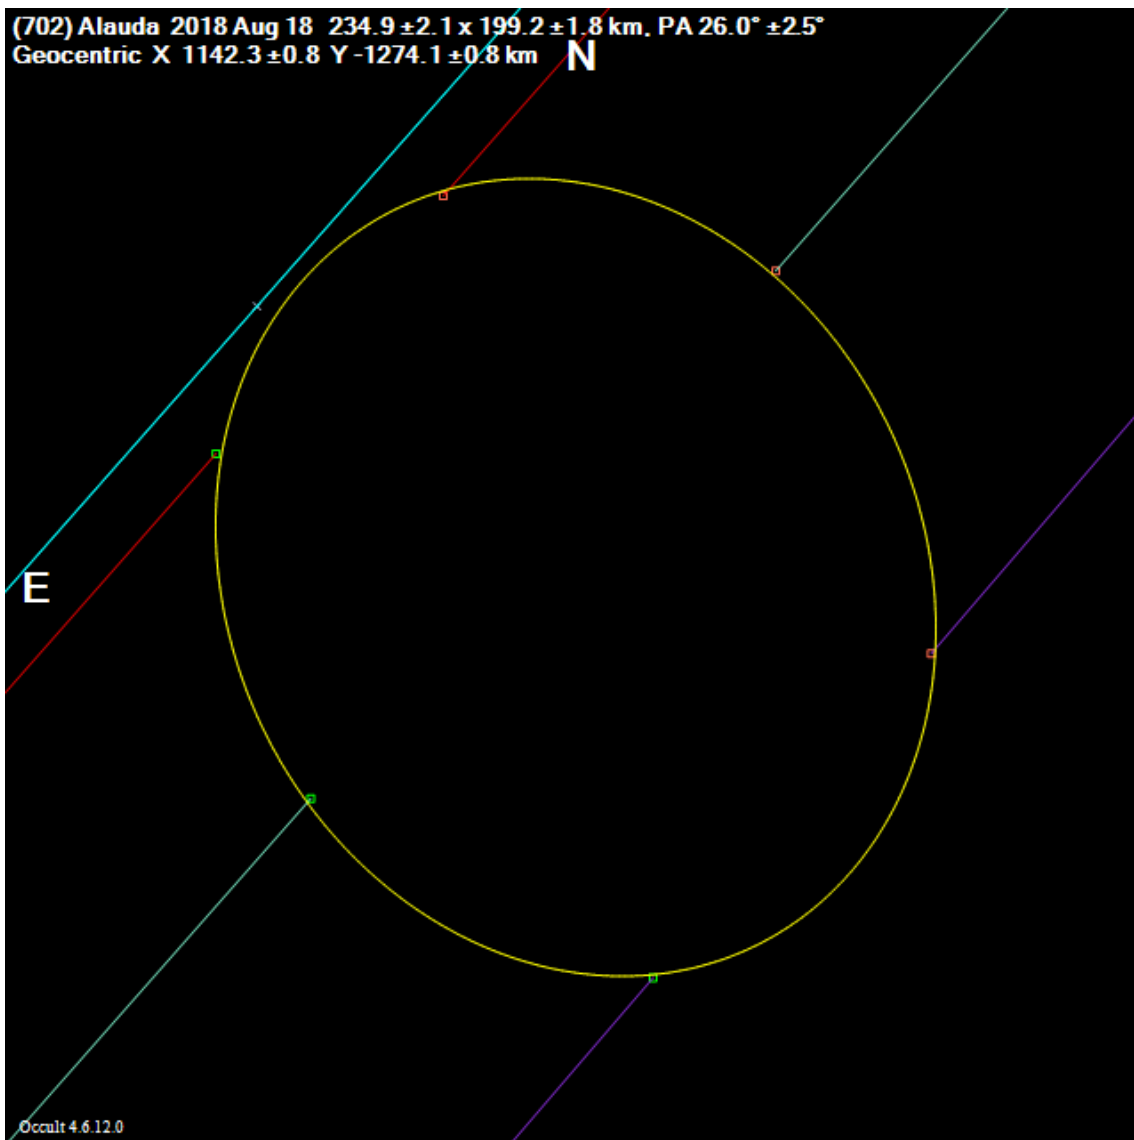 (702) Alauda 2018 Aug 18 234.9 ±2.1 x 199.2 ±1.8 km, PA 26.0° ±2.5°
Geocentric X 1142.3 ±0.8 Y -1274.1 ±0.8 km
N
E
Occult 4.6.12.0